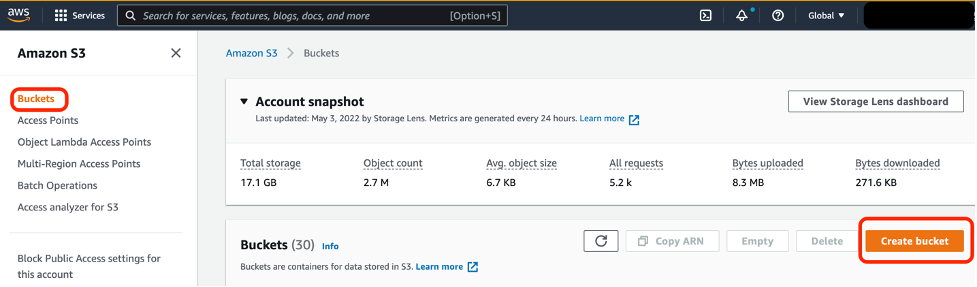 aws Services Search for services, features, blogs, docs, and more [Option+S] Global ▼
Amazon S3 ✕
Amazon S3 > Buckets
Buckets
Access Points
Object Lambda Access Points
Multi-Region Access Points
Batch Operations
Access analyzer for S3
Block Public Access settings for
this account
▼ Account snapshot
View Storage Lens dashboard
Last updated: May 3, 2022 by Storage Lens. Metrics are generated every 24 hours. Learn more
Total storage Object count Avg. object size All requests Bytes uploaded Bytes downloaded
17.1 GB 2.7 M 6.7 KB 5.2 k 8.3 MB 271.6 KB
Buckets (30) Info
Copy ARN Empty Delete Create bucket
Buckets are containers for data stored in S3. Learn more